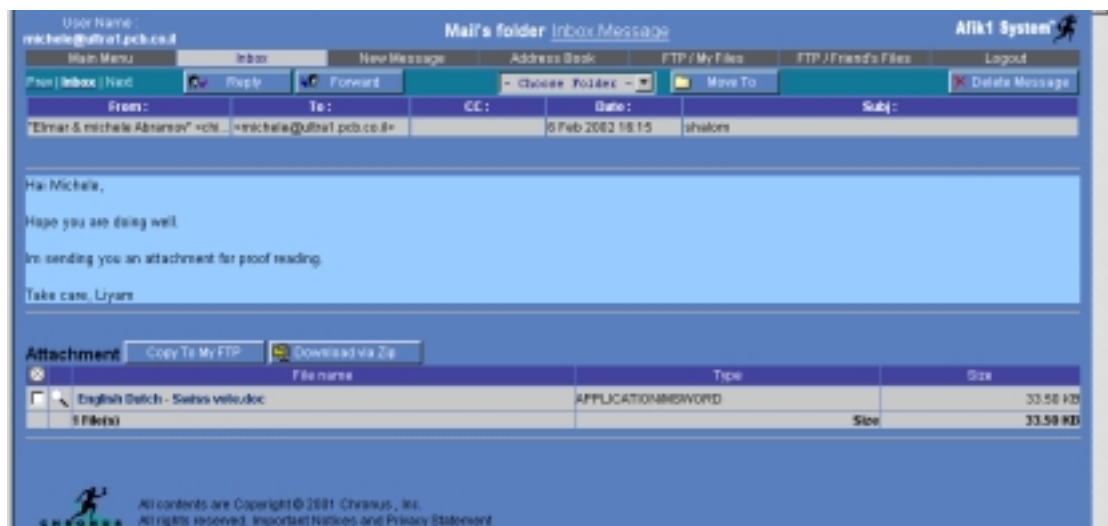 User Name :
michele@ultra1.pcb.co.il
Mail's folder Inbox Message
Afik1 System
Main Menu Inbox New Message Address Book FTP / My Files FTP / Friend's Files Logout
Prev | Inbox | Next Reply Forward - Choose Folder - Move To Delete Message
From : To : CC : Date : Subj :
"Elmar & michele Abramov" <chi... <michele@ultra1.pcb.co.il> 6 Feb 2002 16:15 shalom
Hai Michele,
Hope you are doing well.
Im sending you an attachment for proof reading.
Take care, Liyam
Attachment Copy To My FTP Download via Zip
File name Type Size
English Dutch - Swiss vote.doc APPLICATION/MSWORD 33.50 KB
1 File(s) Size 33.50 KB
CHRONUS
All contents are Copyright © 2001 Chronus, Inc.
All rights reserved. Important Notices and Privacy Statement